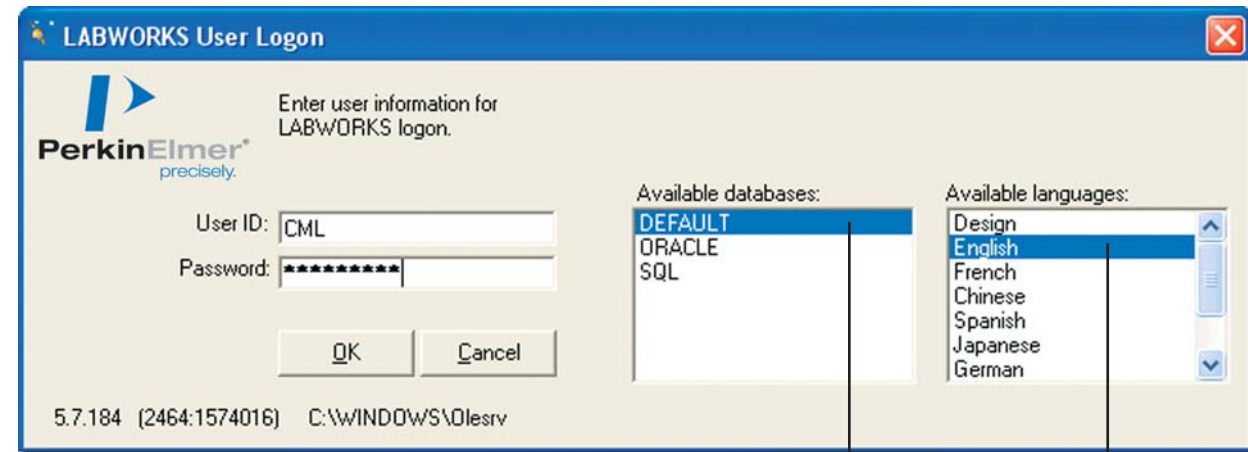 LABWORKS User Logon
PerkinElmer®
precisely.
Enter user information for
LABWORKS logon.
User ID: CML
Password: *********
OK Cancel
Available databases:
DEFAULT
ORACLE
SQL
Available languages:
Design
English
French
Chinese
Spanish
Japanese
German
5.7.184 (2464:1574016) C:\WINDOWS\Olesrv